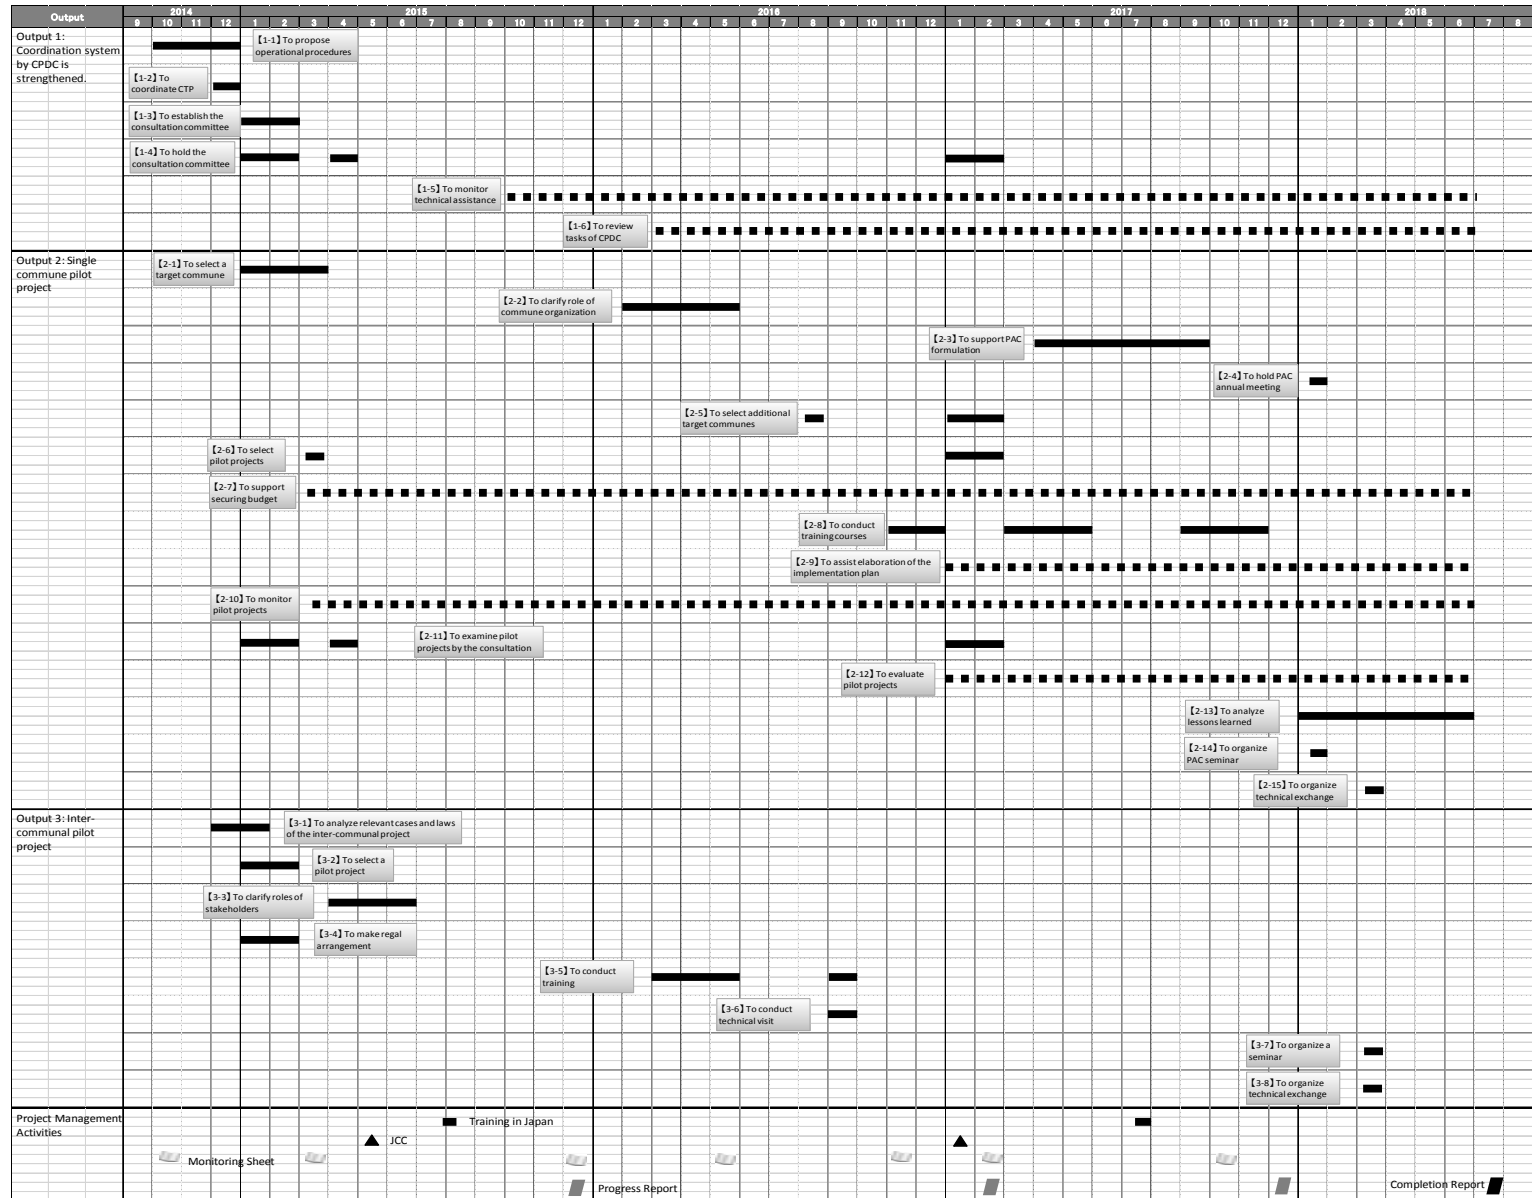 Output
2014
2015
2016
2017
2018
9 10 11 12 1 2 3 4 5 6 7 8 9 10 11 12 1 2 3 4 5 6 7 8 9 10 11 12 1 2 3 4 5 6 7 8 9 10 11 12 1 2 3 4 5 6 7 8
Output 1:
Coordination system
by CPDC is
strengthened.
【1-1】To propose
operational procedures
【1-2】To
coordinate CTP
【1-3】To establish the
consultation committee
【1-4】To hold the
consultation committee
【1-5】To monitor
technical assistance
【1-6】To review
tasks of CPDC
Output 2: Single
commune pilot
project
【2-1】To select a
target commune
【2-2】To clarify role of
commune organization
【2-3】To support PAC
formulation
【2-4】To hold PAC
annual meeting
【2-5】To select additional
target communes
【2-6】To select
pilot projects
【2-7】To support
securing budget
【2-8】To conduct
training courses
【2-9】To assist elaboration of the
implementation plan
【2-10】To monitor
pilot projects
【2-11】To examine pilot
projects by the consultation
【2-12】To evaluate
pilot projects
【2-13】To analyze
lessons learned
【2-14】To organize
PAC seminar
【2-15】To organize
technical exchange
Output 3: Inter-
communal pilot
project
【3-1】To analyze relevant cases and laws
of the inter-communal project
【3-2】To select a
pilot project
【3-3】To clarify roles of
stakeholders
【3-4】To make regal
arrangement
【3-5】To conduct
training
【3-6】To conduct
technical visit
【3-7】To organize a
seminar
【3-8】To organize
technical exchange
Project Management
Activities
Training in Japan
JCC
Monitoring Sheet
Progress Report
Completion Report